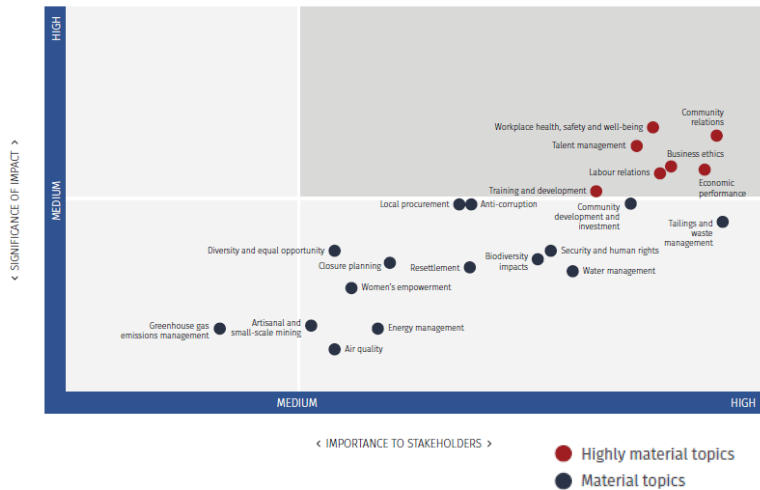 HIGH
Community
relations
Workplace health, safety and well-being
Talent management
Business ethics
Labour relations
Economic
performance
Training and development
< SIGNIFICANCE OF IMPACT >
MEDIUM
Local procurement
Anti-corruption
Community
development and
investment
Tailings and
waste
management
Diversity and equal opportunity
Security and human rights
Closure planning
Resettlement
Biodiversity
impacts
Water management
Women's empowerment
Greenhouse gas
emissions management
Artisanal and
small-scale mining
Energy management
Air quality
MEDIUM
HIGH
< IMPORTANCE TO STAKEHOLDERS >
Highly material topics
Material topics